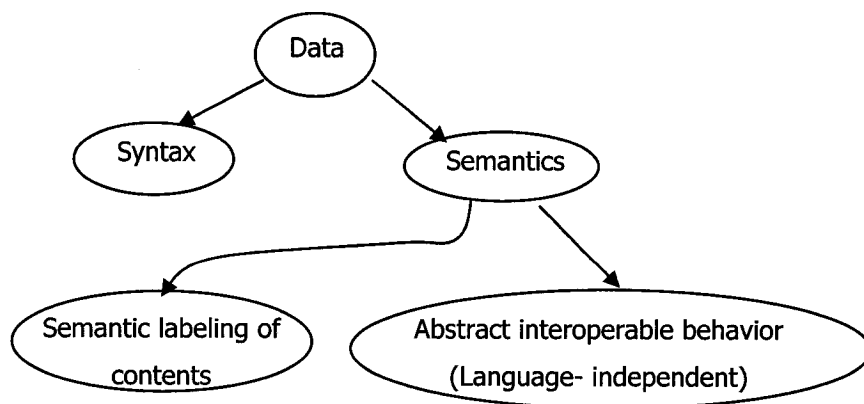 Data
Syntax
Semantics
Semantic labeling of
contents
Abstract interoperable behavior
(Language- independent)